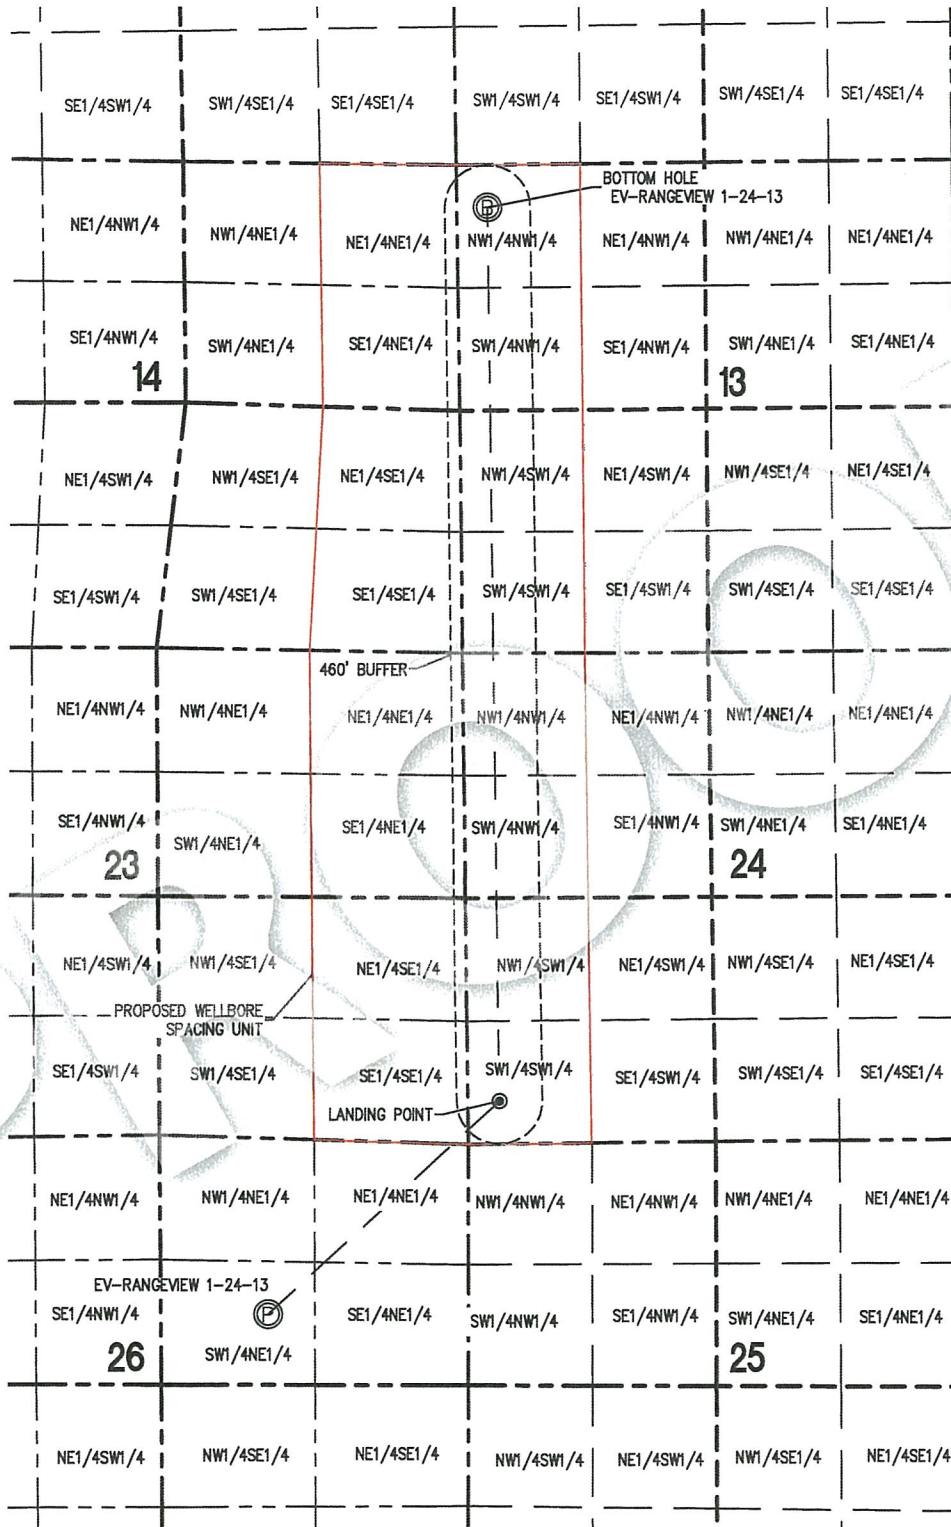 SE1/4SW1/4 SW1/4SE1/4 SE1/4SE1/4 SW1/4SW1/4 SE1/4SW1/4 SW1/4SE1/4 SE1/4SE1/4
BOTTOM HOLE
EV-RANGEVIEW 1-24-13
B
NE1/4NW1/4 NW1/4NE1/4 NE1/4NE1/4 NW1/4NW1/4 NE1/4NW1/4 NW1/4NE1/4 NE1/4NE1/4
SE1/4NW1/4 SW1/4NE1/4 SE1/4NE1/4 SW1/4NW1/4 SE1/4NW1/4 SW1/4NE1/4 SE1/4NE1/4
14 13
NE1/4SW1/4 NW1/4SE1/4 NE1/4SE1/4 NW1/4SW1/4 NE1/4SW1/4 NW1/4SE1/4 NE1/4SE1/4
SE1/4SW1/4 SW1/4SE1/4 SE1/4SE1/4 SW1/4SW1/4 SE1/4SW1/4 SW1/4SE1/4 SE1/4SE1/4
460' BUFFER
NE1/4NW1/4 NW1/4NE1/4 NE1/4NE1/4 NW1/4NW1/4 NE1/4NW1/4 NW1/4NE1/4 NE1/4NE1/4
SE1/4NW1/4 SW1/4NE1/4 SE1/4NE1/4 SW1/4NW1/4 SE1/4NW1/4 SW1/4NE1/4 SE1/4NE1/4
23 24
NE1/4SW1/4 NW1/4SE1/4 NE1/4SE1/4 NW1/4SW1/4 NE1/4SW1/4 NW1/4SE1/4 NE1/4SE1/4
PROPOSED WELLBORE
SPACING UNIT
SE1/4SW1/4 SW1/4SE1/4 SE1/4SE1/4 SW1/4SW1/4 SE1/4SW1/4 SW1/4SE1/4 SE1/4SE1/4
LANDING POINT
NE1/4NW1/4 NW1/4NE1/4 NE1/4NE1/4 NW1/4NW1/4 NE1/4NW1/4 NW1/4NE1/4 NE1/4NE1/4
EV-RANGEVIEW 1-24-13
P
SE1/4NW1/4 SW1/4NE1/4 SE1/4NE1/4 SW1/4NW1/4 SE1/4NW1/4 SW1/4NE1/4 SE1/4NE1/4
26 25
NE1/4SW1/4 NW1/4SE1/4 NE1/4SE1/4 NW1/4SW1/4 NE1/4SW1/4 NW1/4SE1/4 NE1/4SE1/4